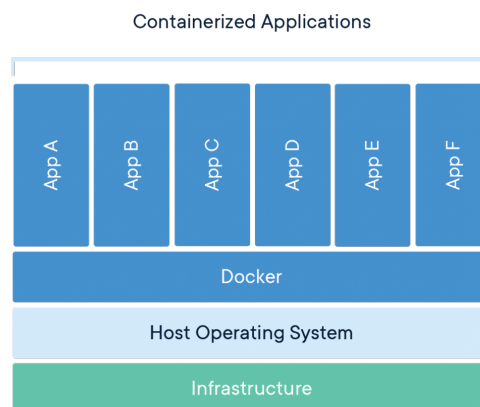 Containerized Applications
App A
App B
App C
App D
App E
App F
Docker
Host Operating System
Infrastructure